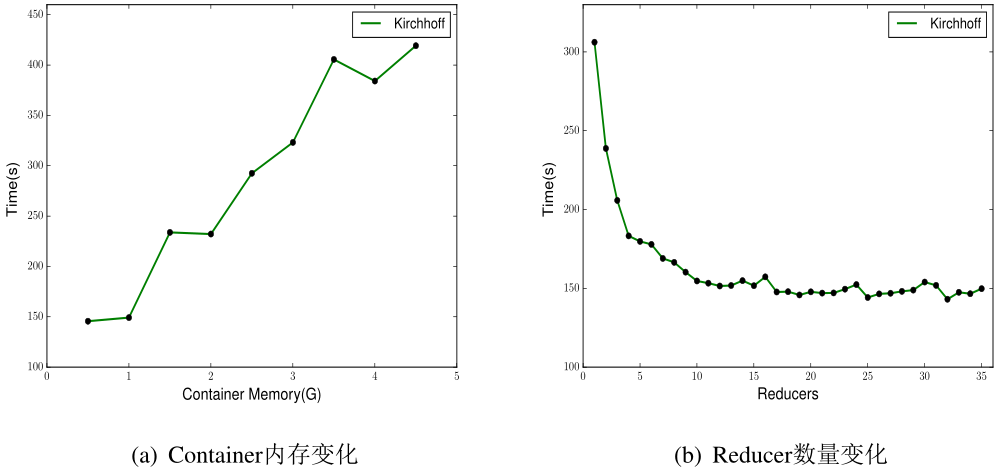 Kirchhoff
450
400
350
300
250
200
150
100
0 1 2 3 4 5
Time(s)
Container Memory(G)
(a) Container内存变化
Kirchhoff
300
250
200
150
100
0 5 10 15 20 25 30 35
Time(s)
Reducers
(b) Reducer数量变化